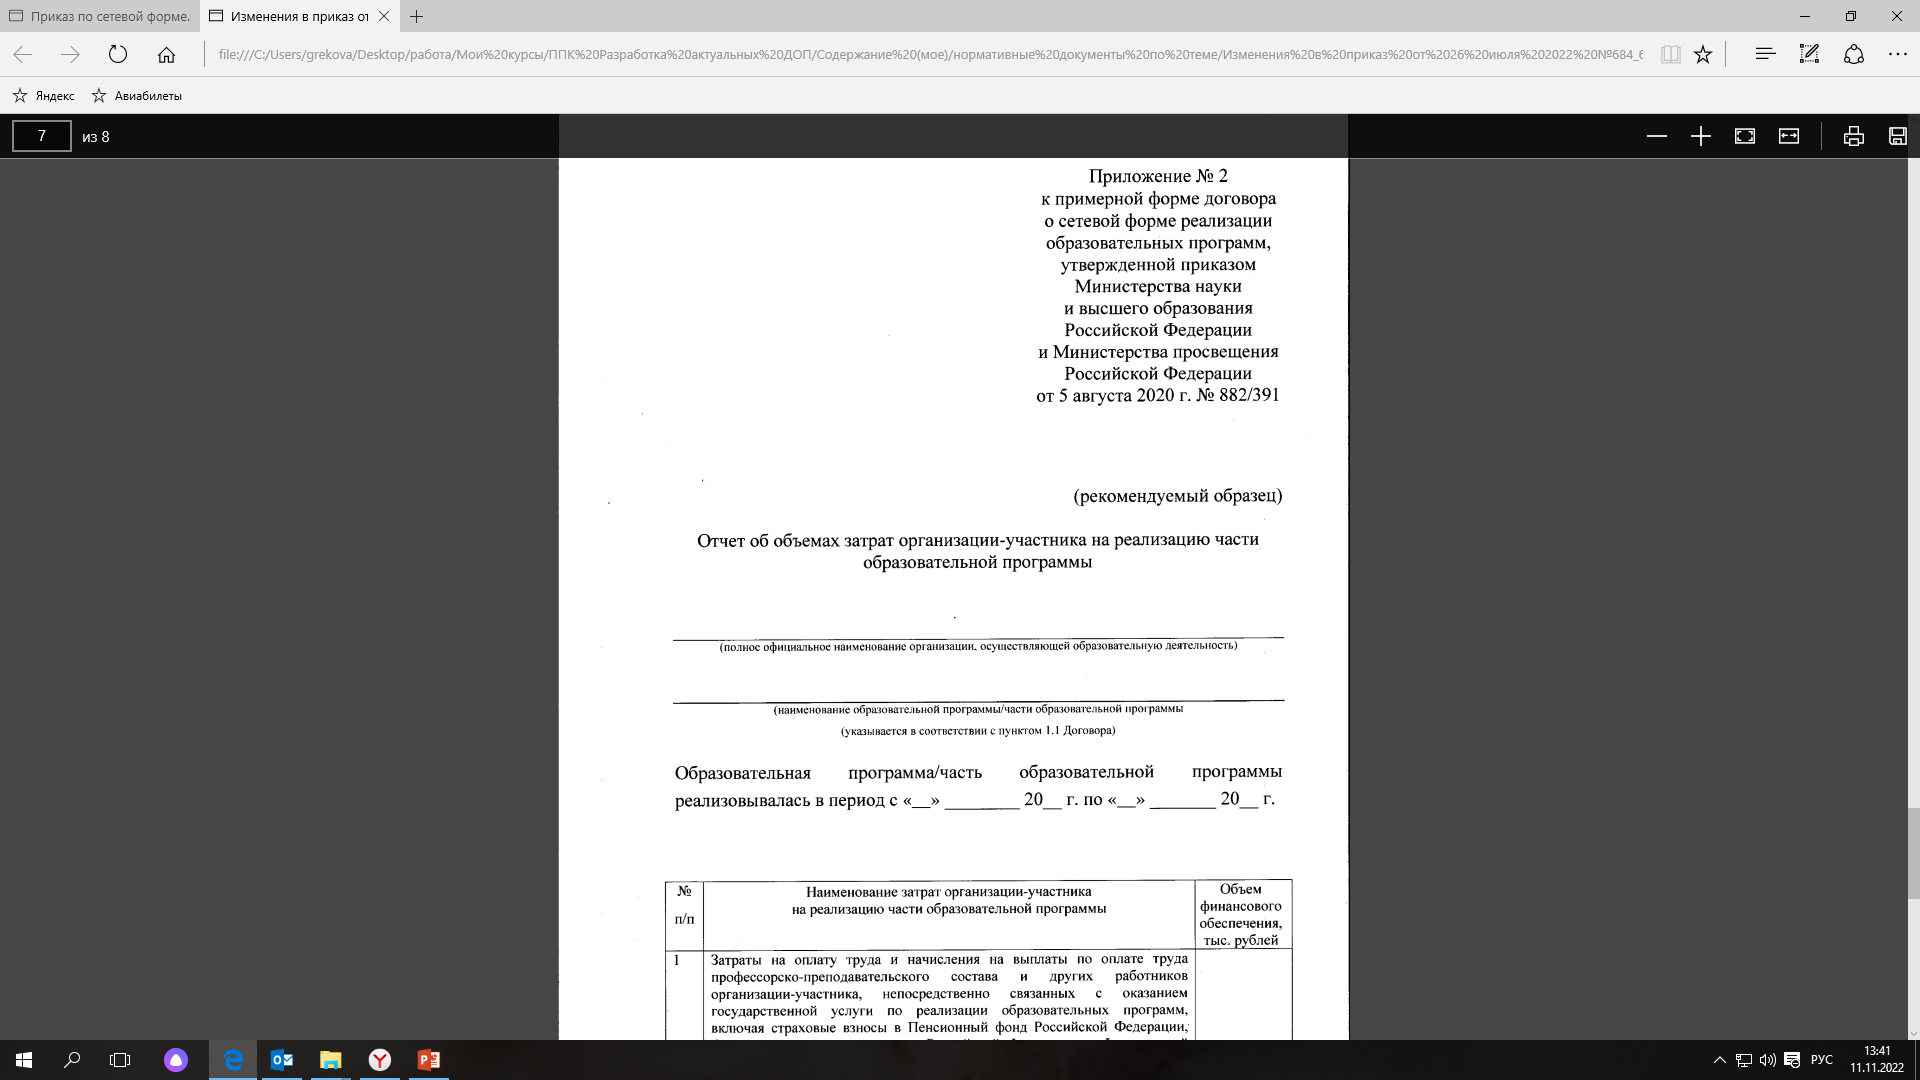 Приказ по сетевой форме.
Изменения в приказ от
file:///C:/Users/grekova/Desktop/работа/Мои%20курсы/ППК%20Разработка%20актуальных%20ДОП/Содержание%20(мое)/нормативные%20документы%20по%20теме/Изменения%20в%20приказ%20от%2026%20июля%202022%20№684_6
Яндекс
Авиабилеты
7 из 8
Приложение № 2
к примерной форме договора
о сетевой форме реализации
образовательных программ,
утвержденной приказом
Министерства науки
и высшего образования
Российской Федерации
и Министерства просвещения
Российской Федерации
от 5 августа 2020 г. № 882/391
(рекомендуемый образец)
Отчет об объемах затрат организации-участника на реализацию части
образовательной программы
(полное официальное наименование организации, осуществляющей образовательную деятельность)
(наименование образовательной программы/части образовательной программы
(указывается в соответствии с пунктом 1.1 Договора)
Образовательная программа/часть образовательной программы
реализовывалась в период с «__» ________ 20__ г. по «__» _______ 20__ г.
№
п/п
Наименование затрат организации-участника
на реализацию части образовательной программы
Объем
финансового
обеспечения,
тыс. рублей
1
Затраты на оплату труда и начисления на выплаты по оплате труда
профессорско-преподавательского состава и других работников
организации-участника, непосредственно связанных с оказанием
государственной услуги по реализации образовательных программ,
включая страховые взносы в Пенсионный фонд Российской Федерации,
РУС
13:41
11.11.2022